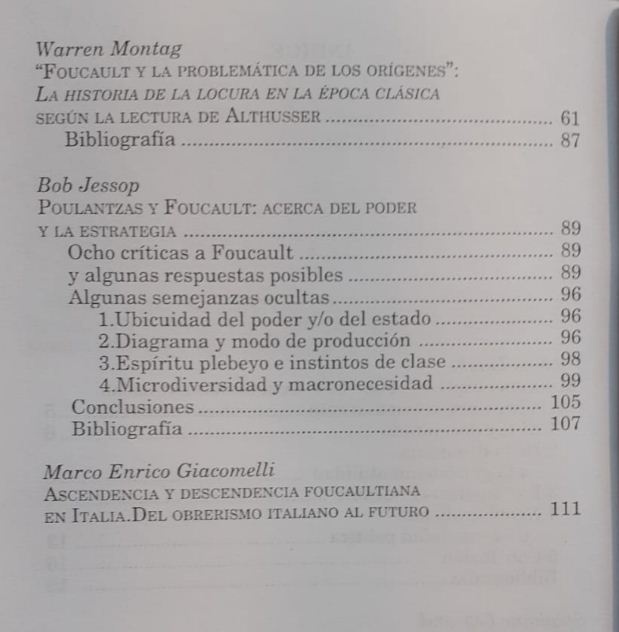 Warren Montag
“FOUCAULT Y LA PROBLEMÁTICA DE LOS ORÍGENES”:
LA HISTORIA DE LA LOCURA EN LA ÉPOCA CLÁSICA
SEGÚN LA LECTURA DE ALTHUSSER ........................................ 61
Bibliografía ................................................................. 87
Bob Jessop
POULANTZAS Y FOUCAULT: ACERCA DEL PODER
Y LA ESTRATEGIA ................................................................. 89
Ocho críticas a Foucault ............................................. 89
y algunas respuestas posibles .................................... 89
Algunas semejanzas ocultas....................................... 96
1.Ubicuidad del poder y/o del estado ..................... 96
2.Diagrama y modo de producción ........................ 96
3.Espíritu plebeyo e instintos de clase .................. 98
4.Microdiversidad y macronecesidad .................... 99
Conclusiones ............................................................. 105
Bibliografía ............................................................... 107
Marco Enrico Giacomelli
ASCENDENCIA Y DESCENDENCIA FOUCAULTIANA
EN ITALIA.DEL OBRERISMO ITALIANO AL FUTURO ................... 111